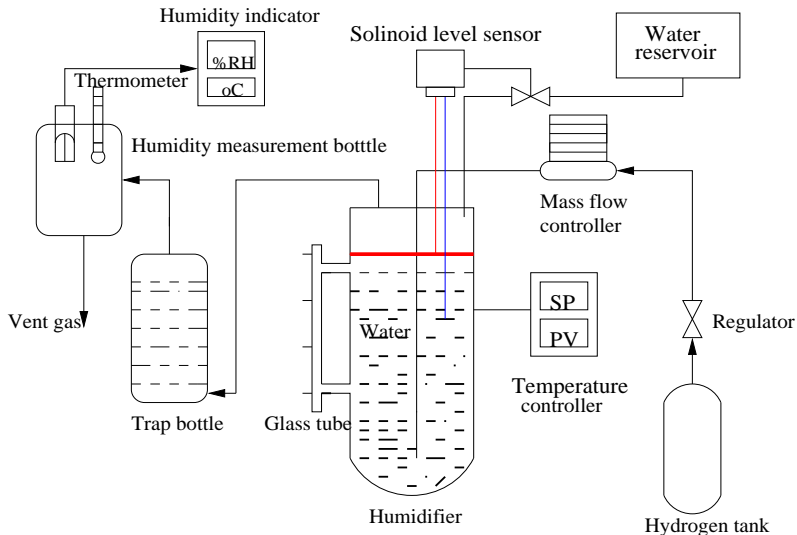 Humidity indicator
%RH
oC
Thermometer
Solinoid level sensor
Water
reservoir
Humidity measurement botttle
Mass flow
controller
Vent gas
Water
SP
PV
Regulator
Temperature
controller
Trap bottle
Glass tube
Humidifier
Hydrogen tank